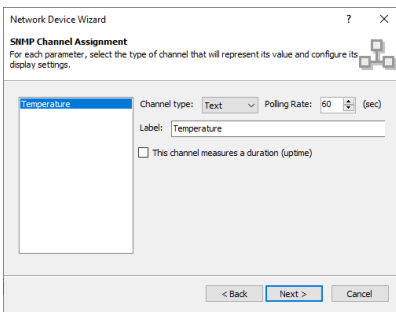 Network Device Wizard
SNMP Channel Assignment
For each parameter, select the type of channel that will represent its value and configure its
display settings.
Temperature
Channel type: Text Polling Rate: 60 (sec)
Label: Temperature
This channel measures a duration (uptime)
< Back Next > Cancel